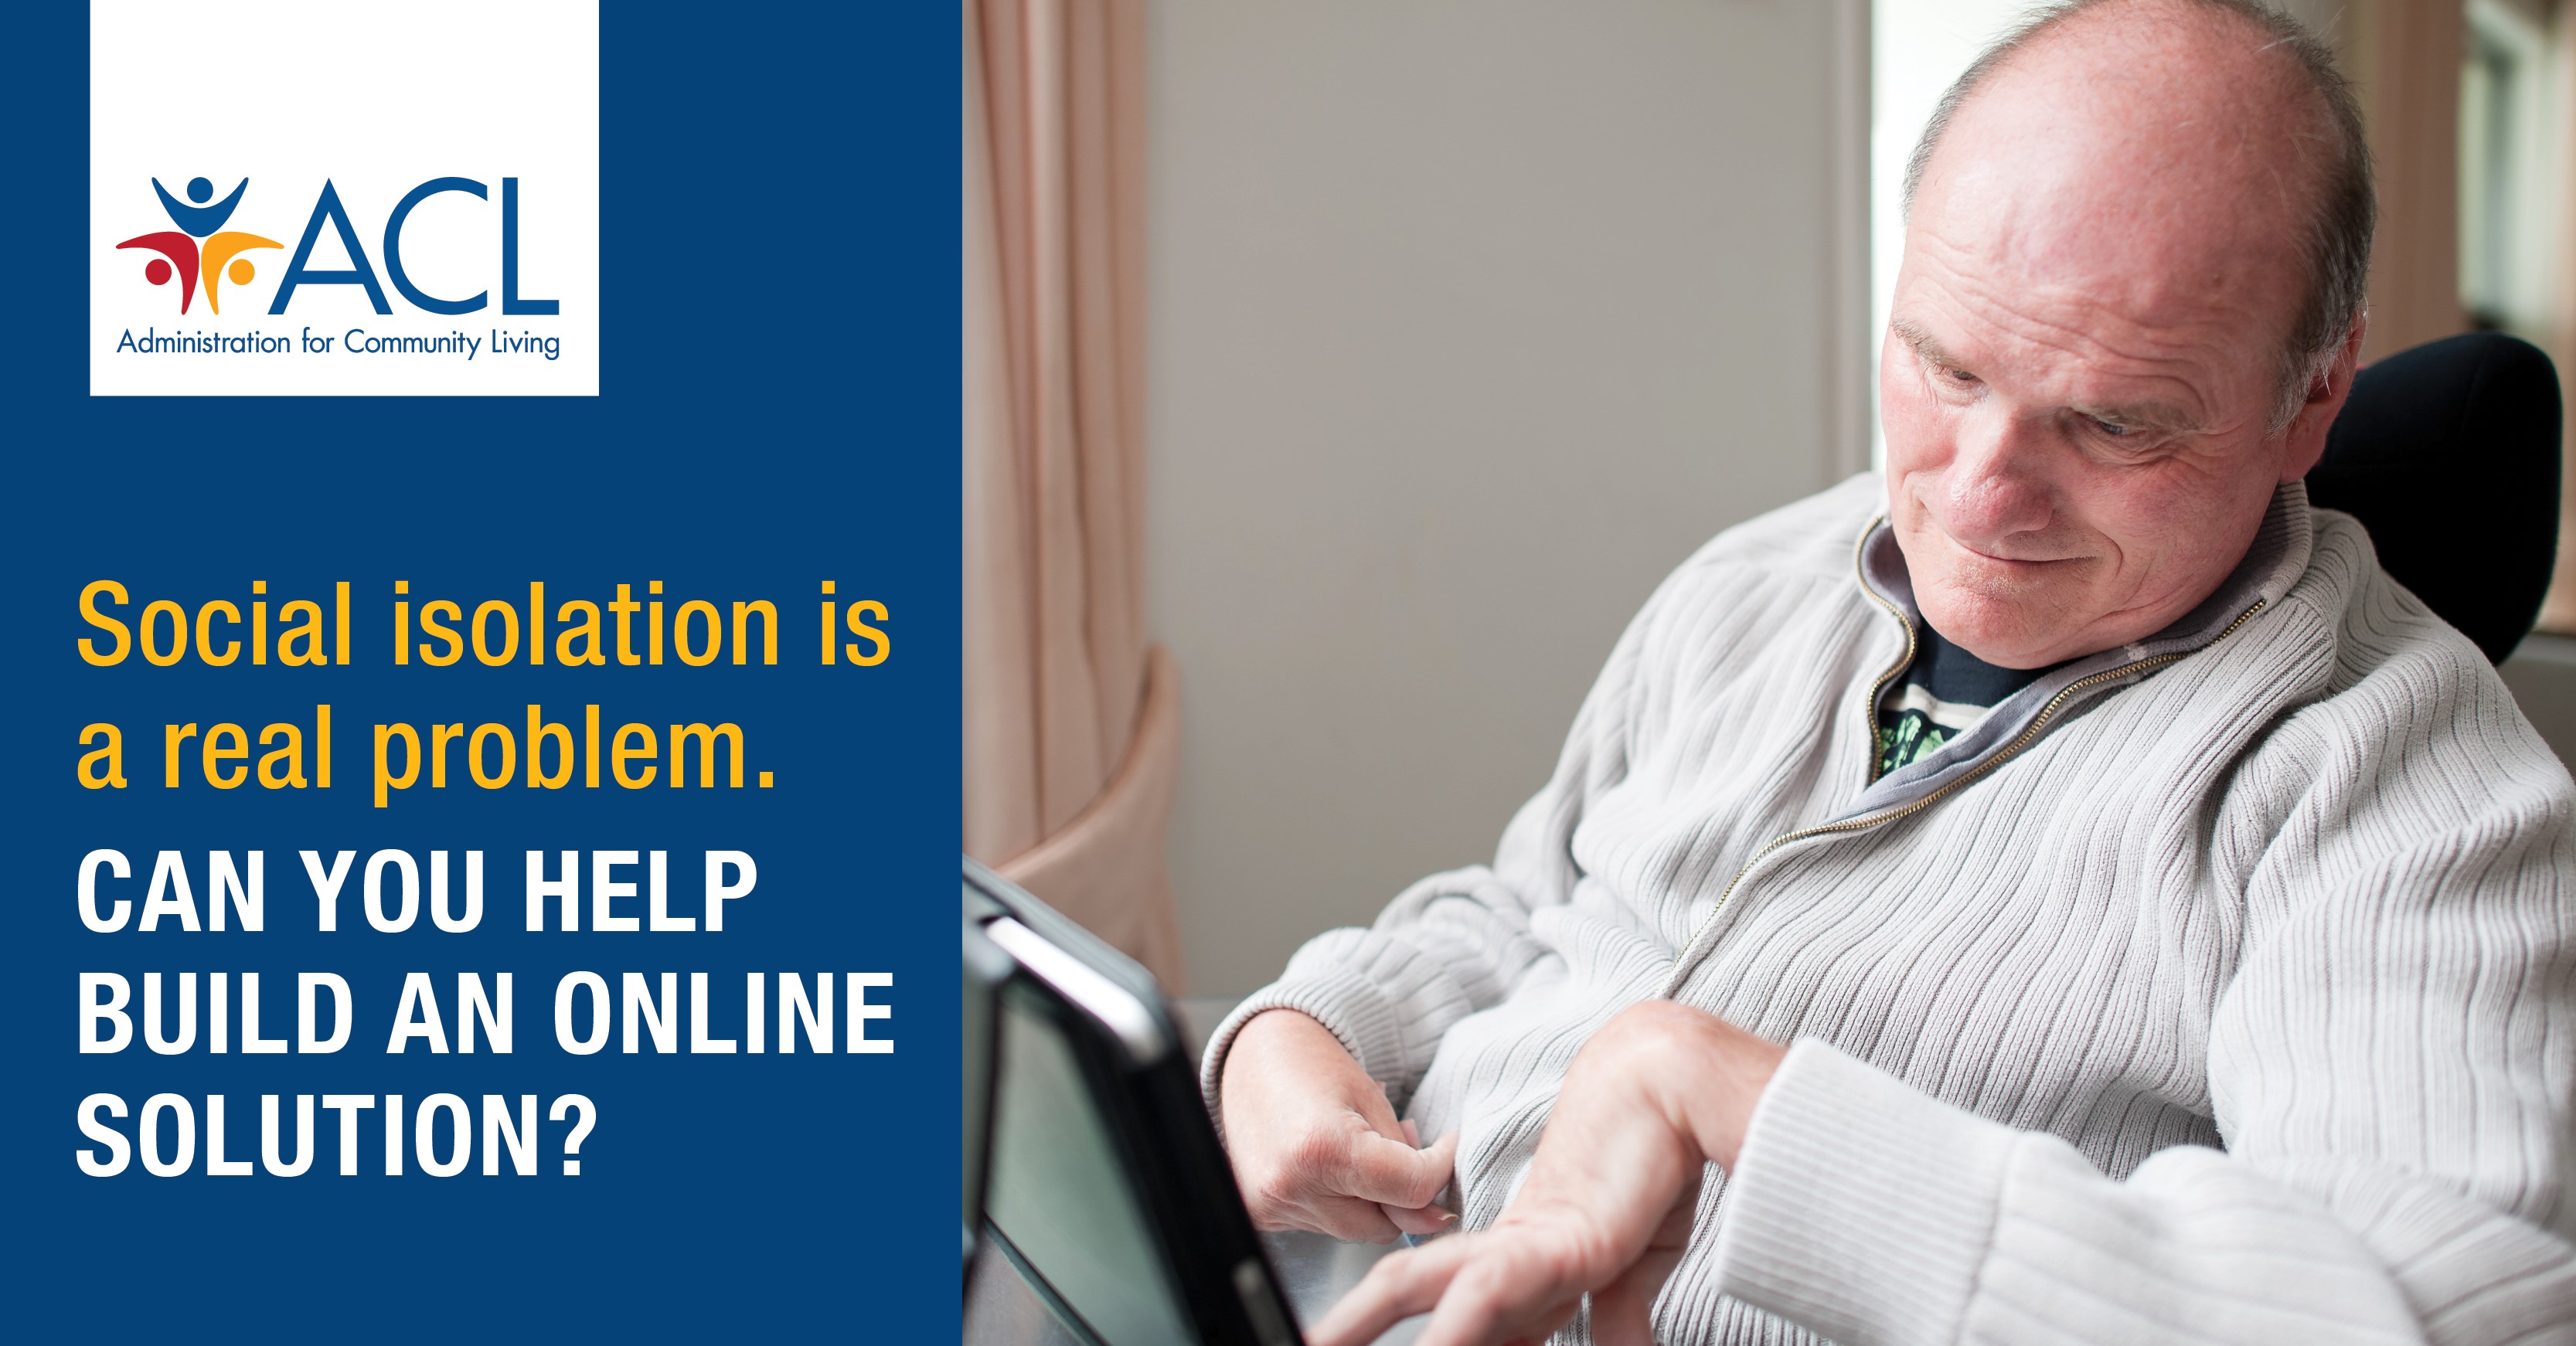 ACL
Administration for Community Living
Social isolation is
a real problem.
CAN YOU HELP
BUILD AN ONLINE
SOLUTION?